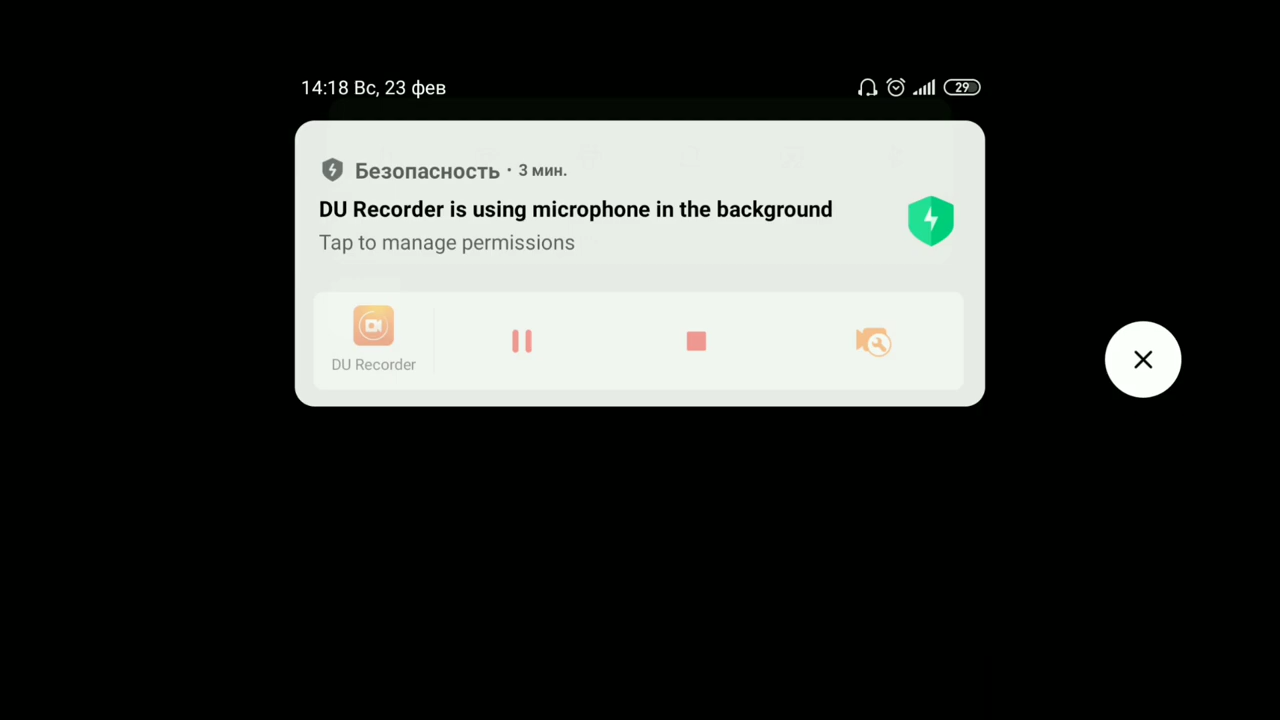 14:18 Вс, 23 фев
29
Безопасность · 3 мин.
DU Recorder is using microphone in the background
Tap to manage permissions
DU Recorder